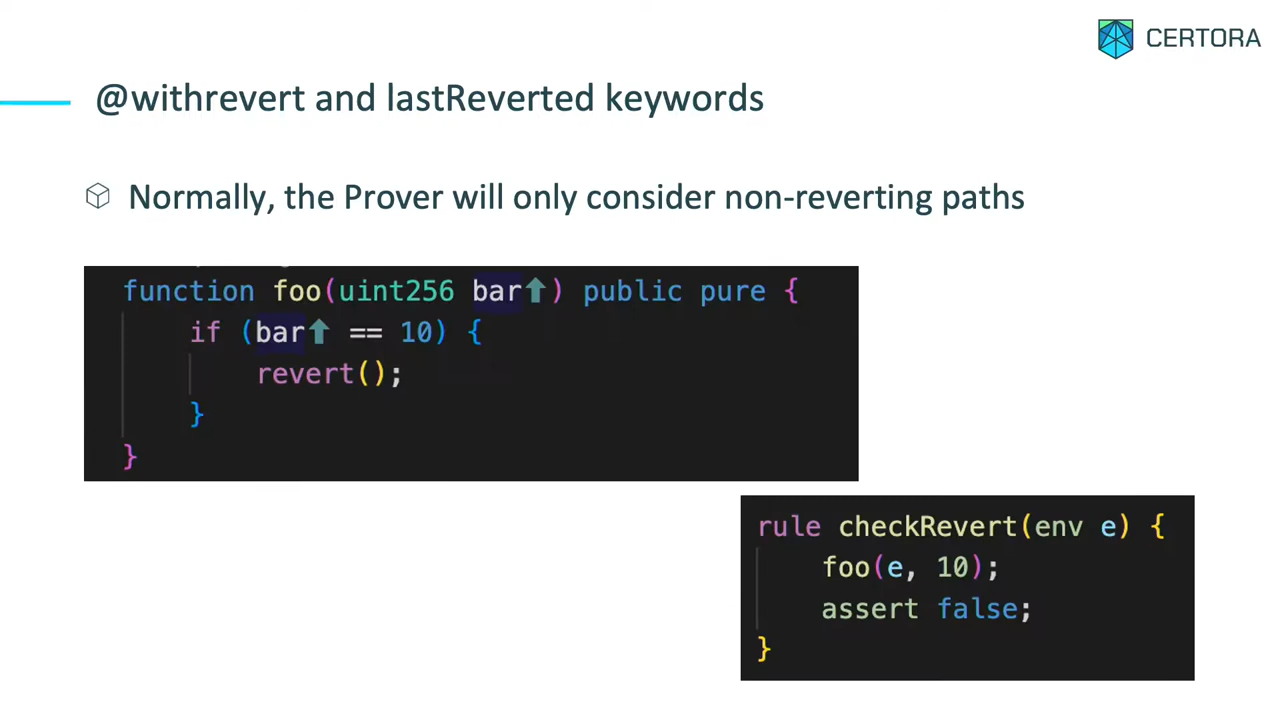 CERTORA
@withrevert and lastReverted keywords
Normally, the Prover will only consider non-reverting paths
function foo(uint256 bar⬆) public pure {
if (bar⬆ == 10) {
revert();
}
}
rule checkRevert(env e) {
foo(e, 10);
assert false;
}